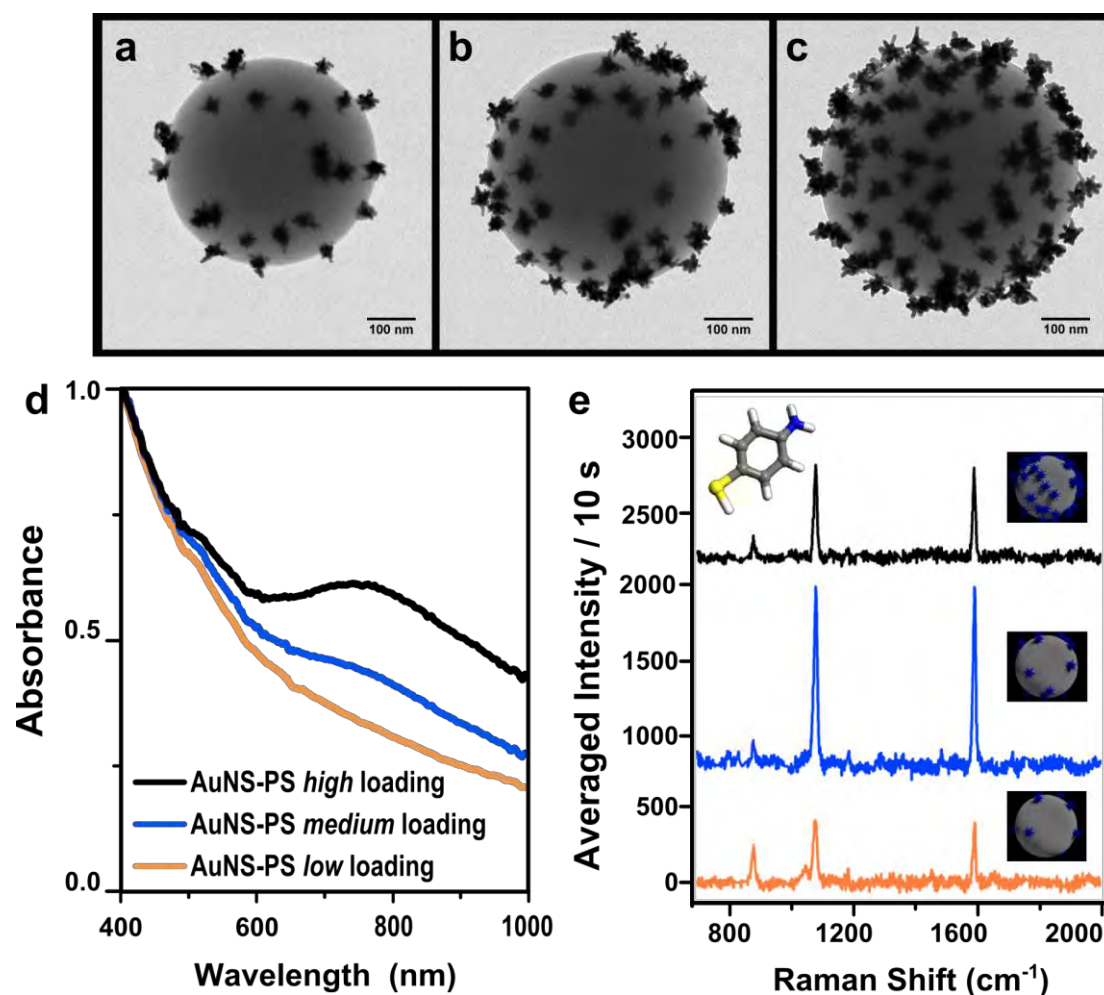 a
b
c
100 nm
100 nm
100 nm
d
1.0
0.5
0.0
Absorbance
AuNS-PS high loading
AuNS-PS medium loading
AuNS-PS low loading
400
600
800
1000
Wavelength (nm)
e
3000
2500
2000
1500
1000
500
0
Averaged Intensity / 10 s
800
1200
1600
2000
Raman Shift (cm⁻¹)